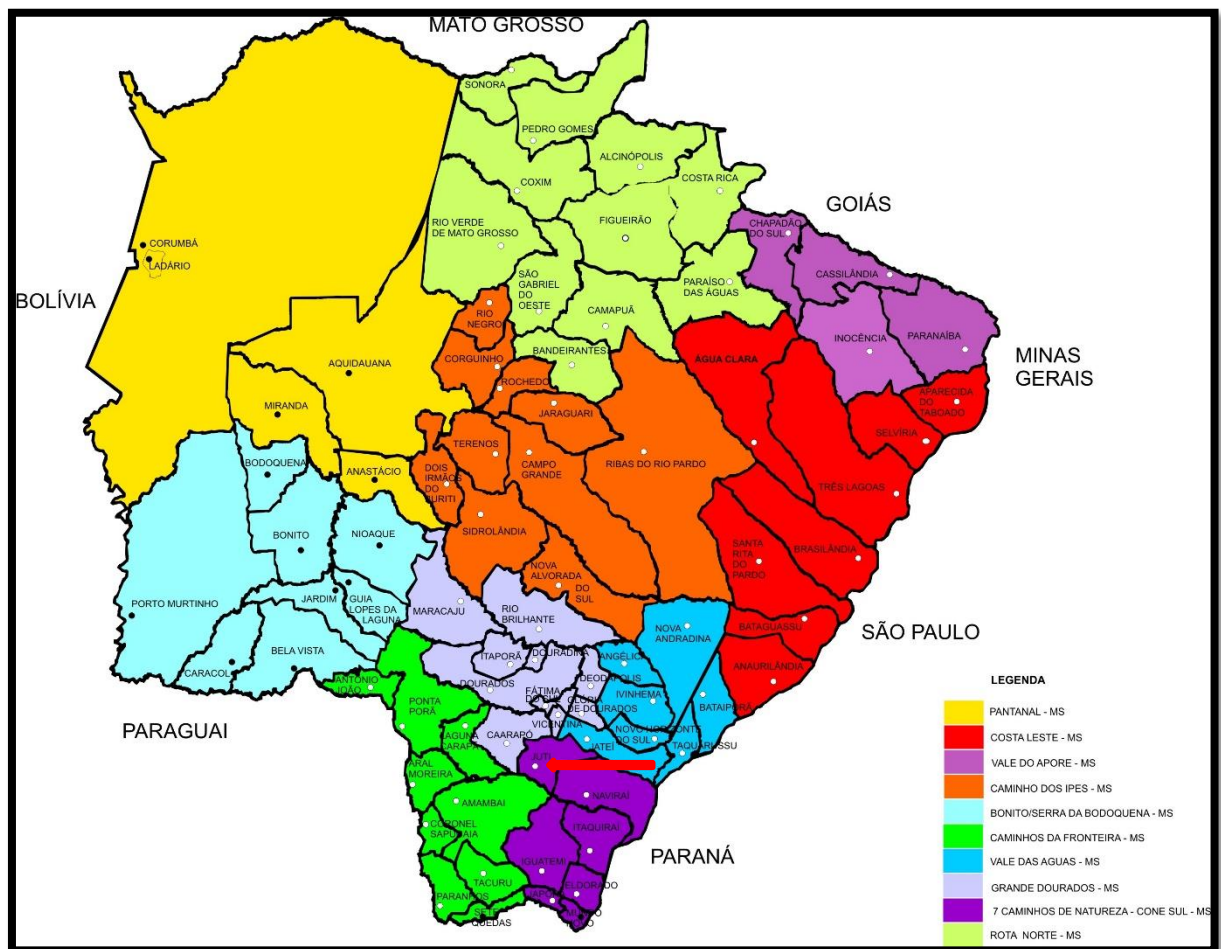 MATO GROSSO
SONORA
PEDRO GOMES
ALCINÓPOLIS
COXIM
COSTA RICA
GOIÁS
RIO VERDE
DE MATO GROSSO
FIGUEIRÃO
CHAPADÃO
DO SUL
CORUMBÁ
LADÁRIO
CASSILÂNDIA
SÃO
GABRIEL
DO
OESTE
PARAÍSO
DAS ÁGUAS
BOLÍVIA
RIO
NEGRO
CAMAPUÃ
INOCÊNCIA
PARANAÍBA
BANDEIRANTES
CORGUINHO
ÁGUA CLARA
MINAS
GERAIS
AQUIDAUANA
ROCHEDO
JARAGUARI
APARECIDA
DO
TABOADO
MIRANDA
SELVÍRIA
TERENOS
BODOQUENA
ANASTÁCIO
DOIS
IRMÃOS
DO
BURITI
CAMPO
GRANDE
RIBAS DO RIO PARDO
TRÊS LAGOAS
SIDROLÂNDIA
BONITO
NIOAQUE
SANTA
RITA
DO
PARDO
BRASILÂNDIA
NOVA
ALVORADA
DO
SUL
PORTO MURTINHO
JARDIM
GUIA
LOPES DA
LAGUNA
MARACAJU
RIO
BRILHANTE
NOVA
ANDRADINA
BATAGUASSU
SÃO PAULO
CARACOL
BELA VISTA
ITAPORÃ
DOURADINA
ANGÉLICA
ANAURILÂNDIA
ANTONIO
JOÃO
DOURADOS
DEODÁPOLIS
PARAGUAI
PONTA
PORÃ
FÁTIMA
DO SUL
GLÓRIA
DE DOURADOS
IVINHEMA
BATAIPORÃ
LAGUNA
CARAPÃ
CAARAPÓ
VICENTINA
JATEÍ
NOVO HORIZONTE
DO SUL
TAQUARUSSU
ARAL
MOREIRA
JUTI
AMAMBAI
NAVIRAÍ
CORONEL
SAPUCAIA
ITAQUIRAÍ
IGUATEMI
PARANÁ
TACURU
PARANHOS
ELDORADO
JAPORÃ
SETE
QUEDAS
LEGENDA
PANTANAL - MS
COSTA LESTE - MS
VALE DO APORE - MS
CAMINHO DOS IPES - MS
BONITO/SERRA DA BODOQUENA - MS
CAMINHOS DA FRONTEIRA - MS
VALE DAS AGUAS - MS
GRANDE DOURADOS - MS
7 CAMINHOS DE NATUREZA - CONE SUL - MS
ROTA NORTE - MS